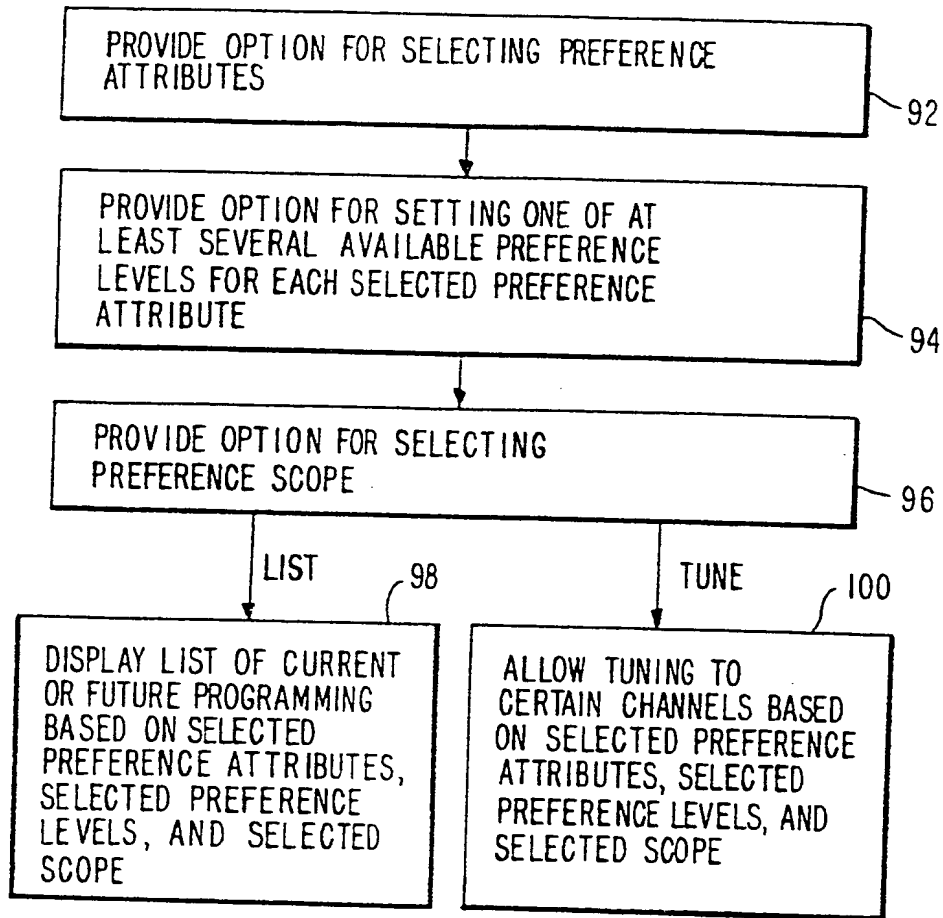 PROVIDE OPTION FOR SELECTING PREFERENCE
ATTRIBUTES
92
PROVIDE OPTION FOR SETTING ONE OF AT
LEAST SEVERAL AVAILABLE PREFERENCE
LEVELS FOR EACH SELECTED PREFERENCE
ATTRIBUTE
94
PROVIDE OPTION FOR SELECTING
PREFERENCE SCOPE
96
LIST
98
DISPLAY LIST OF CURRENT
OR FUTURE PROGRAMMING
BASED ON SELECTED
PREFERENCE ATTRIBUTES,
SELECTED PREFERENCE
LEVELS, AND SELECTED
SCOPE
TUNE
100
ALLOW TUNING TO
CERTAIN CHANNELS BASED
ON SELECTED PREFERENCE
ATTRIBUTES, SELECTED
PREFERENCE LEVELS, AND
SELECTED SCOPE